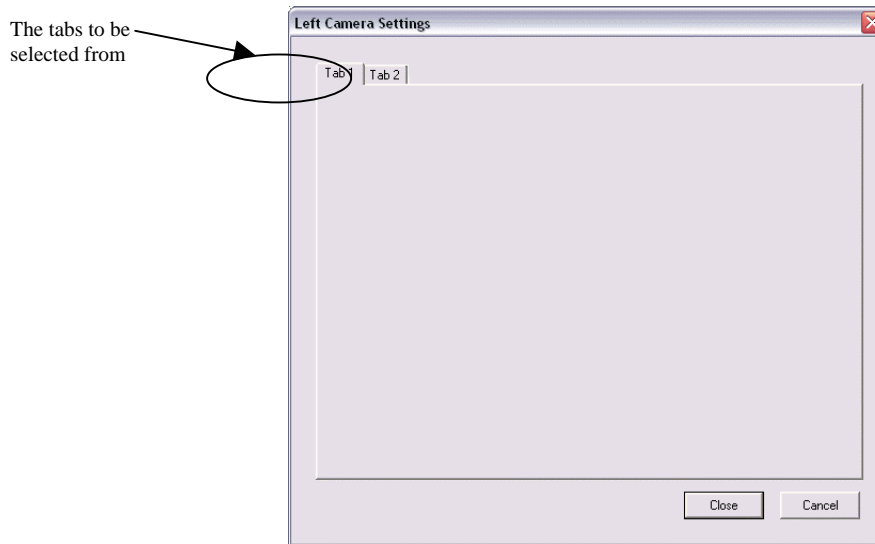 The tabs to be
selected from
Left Camera Settings
Tab 1 Tab 2
Close Cancel